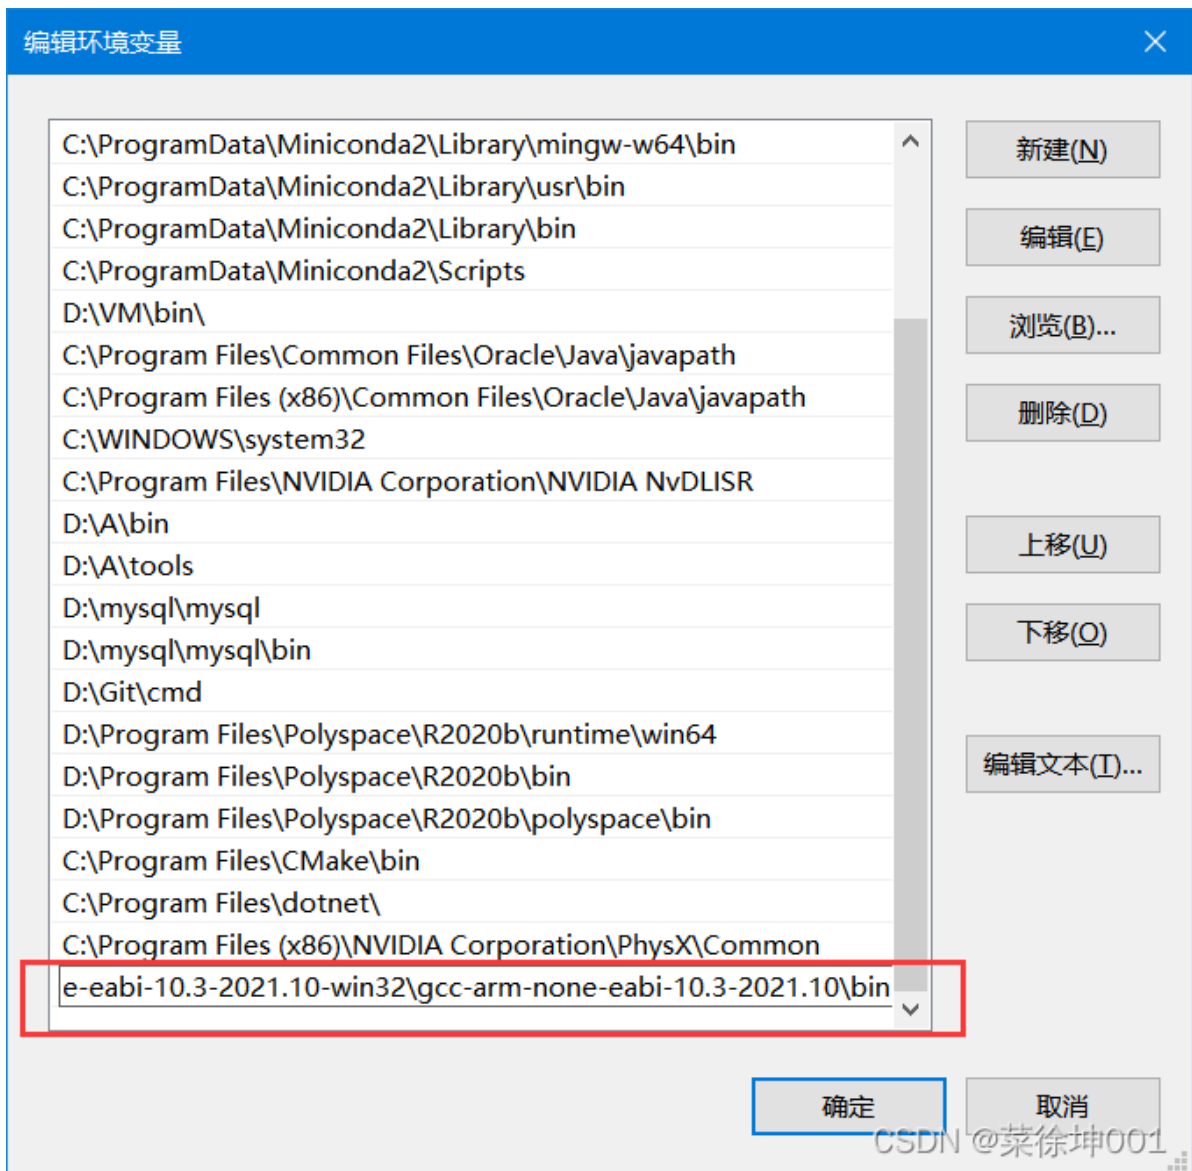 编辑环境变量
C:\ProgramData\Miniconda2\Library\mingw-w64\bin
C:\ProgramData\Miniconda2\Library\usr\bin
C:\ProgramData\Miniconda2\Library\bin
C:\ProgramData\Miniconda2\Scripts
D:\VM\bin\
C:\Program Files\Common Files\Oracle\Java\javapath
C:\Program Files (x86)\Common Files\Oracle\Java\javapath
C:\WINDOWS\system32
C:\Program Files\NVIDIA Corporation\NVIDIA NvDLISR
D:\A\bin
D:\A\tools
D:\mysql\mysql
D:\mysql\mysql\bin
D:\Git\cmd
D:\Program Files\Polyspace\R2020b\runtime\win64
D:\Program Files\Polyspace\R2020b\bin
D:\Program Files\Polyspace\R2020b\polyspace\bin
C:\Program Files\CMake\bin
C:\Program Files\dotnet\
C:\Program Files (x86)\NVIDIA Corporation\PhysX\Common
e-eabi-10.3-2021.10-win32\gcc-arm-none-eabi-10.3-2021.10\bin
新建(N)
编辑(E)
浏览(B)...
删除(D)
上移(U)
下移(O)
编辑文本(T)...
确定
取消
CSDN @菜徐坤001